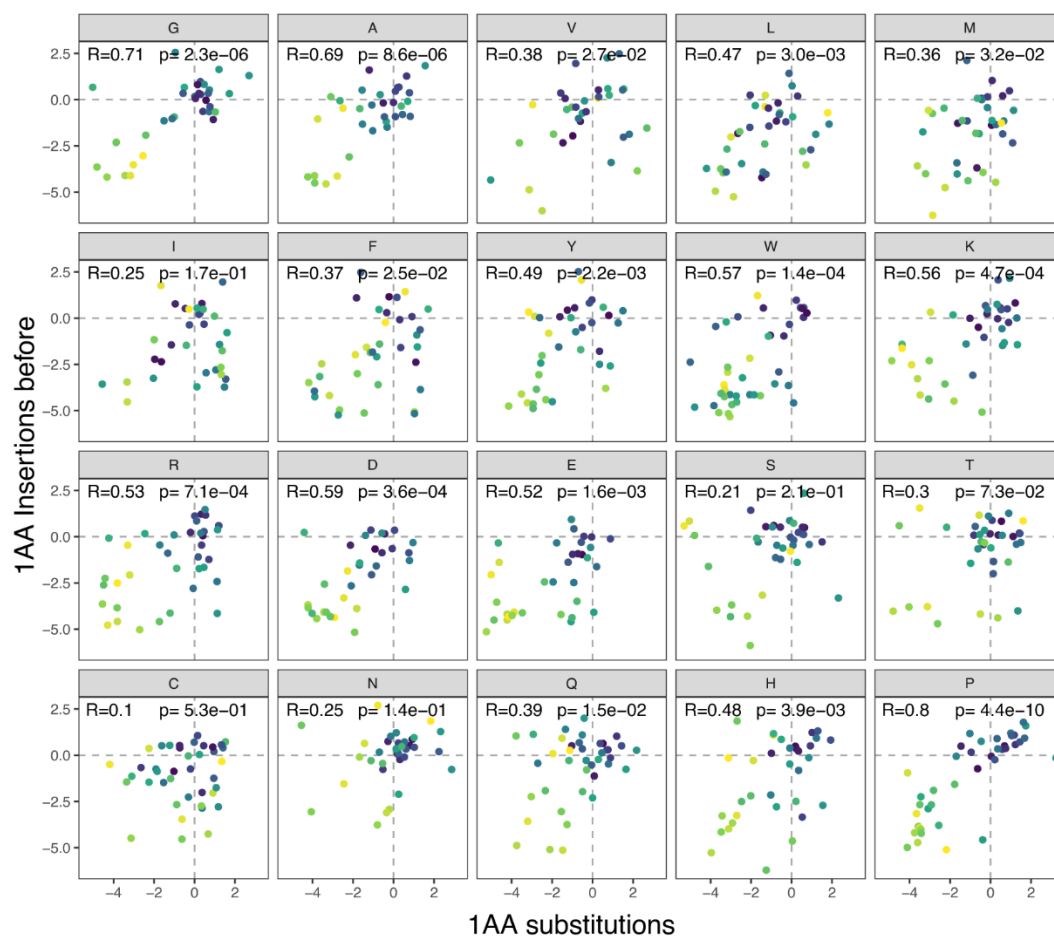 G A V L M
R=0.71 p= 2.3e−06 R=0.69 p= 8.6e−06 R=0.38 p= 2.7e−02 R=0.47 p= 3.0e−03 R=0.36 p= 3.2e−02
2.5
0.0
−2.5
−5.0
I F Y W K
R=0.25 p= 1.7e−01 R=0.37 p= 2.5e−02 R=0.49 p= 2.2e−03 R=0.57 p= 1.4e−04 R=0.56 p= 4.7e−04
2.5
0.0
−2.5
−5.0
1AA Insertions before
R D E S T
R=0.53 p= 7.1e−04 R=0.59 p= 3.6e−04 R=0.52 p= 1.6e−03 R=0.21 p= 2.1e−01 R=0.3 p= 7.3e−02
2.5
0.0
−2.5
−5.0
C N Q H P
R=0.1 p= 5.3e−01 R=0.25 p= 1.4e−01 R=0.39 p= 1.5e−02 R=0.48 p= 3.9e−03 R=0.8 p= 4.4e−10
2.5
0.0
−2.5
−5.0
−4 −2 0 2 −4 −2 0 2 −4 −2 0 2 −4 −2 0 2 −4 −2 0 2
1AA substitutions